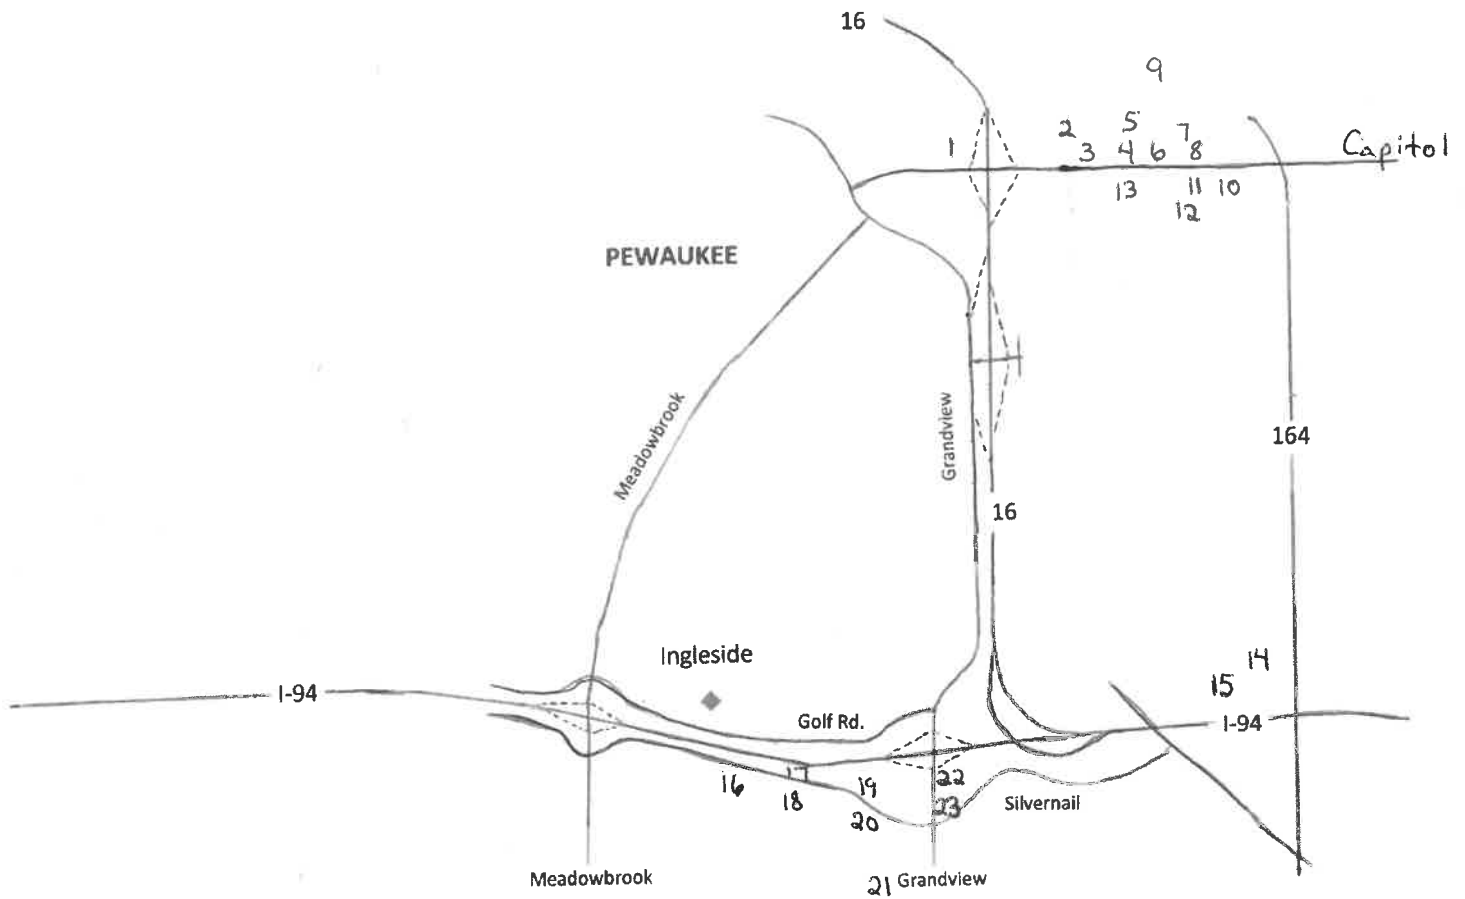 16
9
2 5 7
1 3 4 6 8 Capitol
13 11 10
12
PEWAUKEE
Meadowbrook
Grandview
164
16
Ingleside
14
15
I-94
Golf Rd.
I-94
16 17 19 22
18 20 23 Silvernail
Meadowbrook
21 Grandview